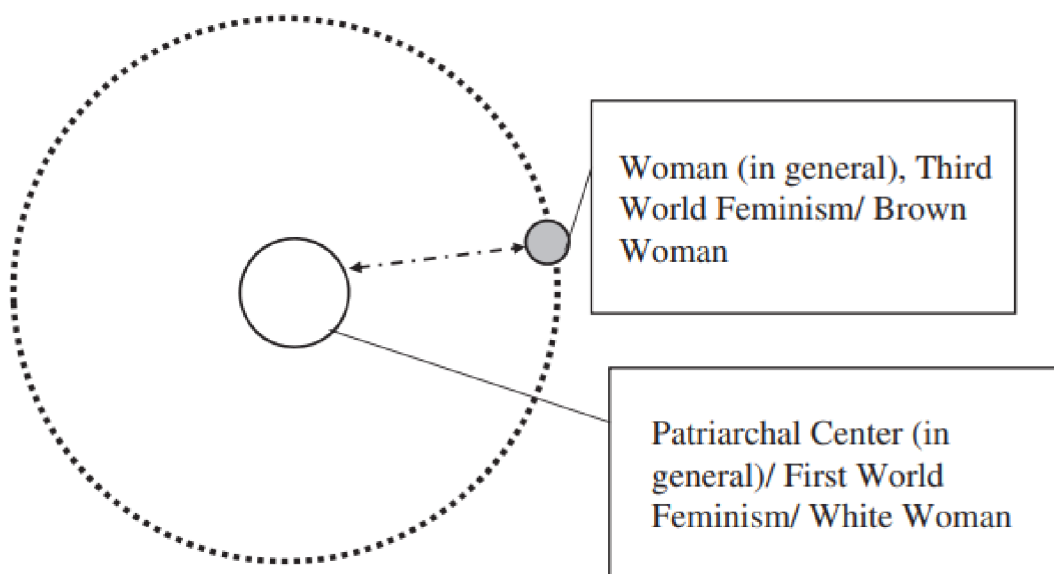 Woman (in general), Third
World Feminism/ Brown
Woman
Patriarchal Center (in
general)/ First World
Feminism/ White Woman